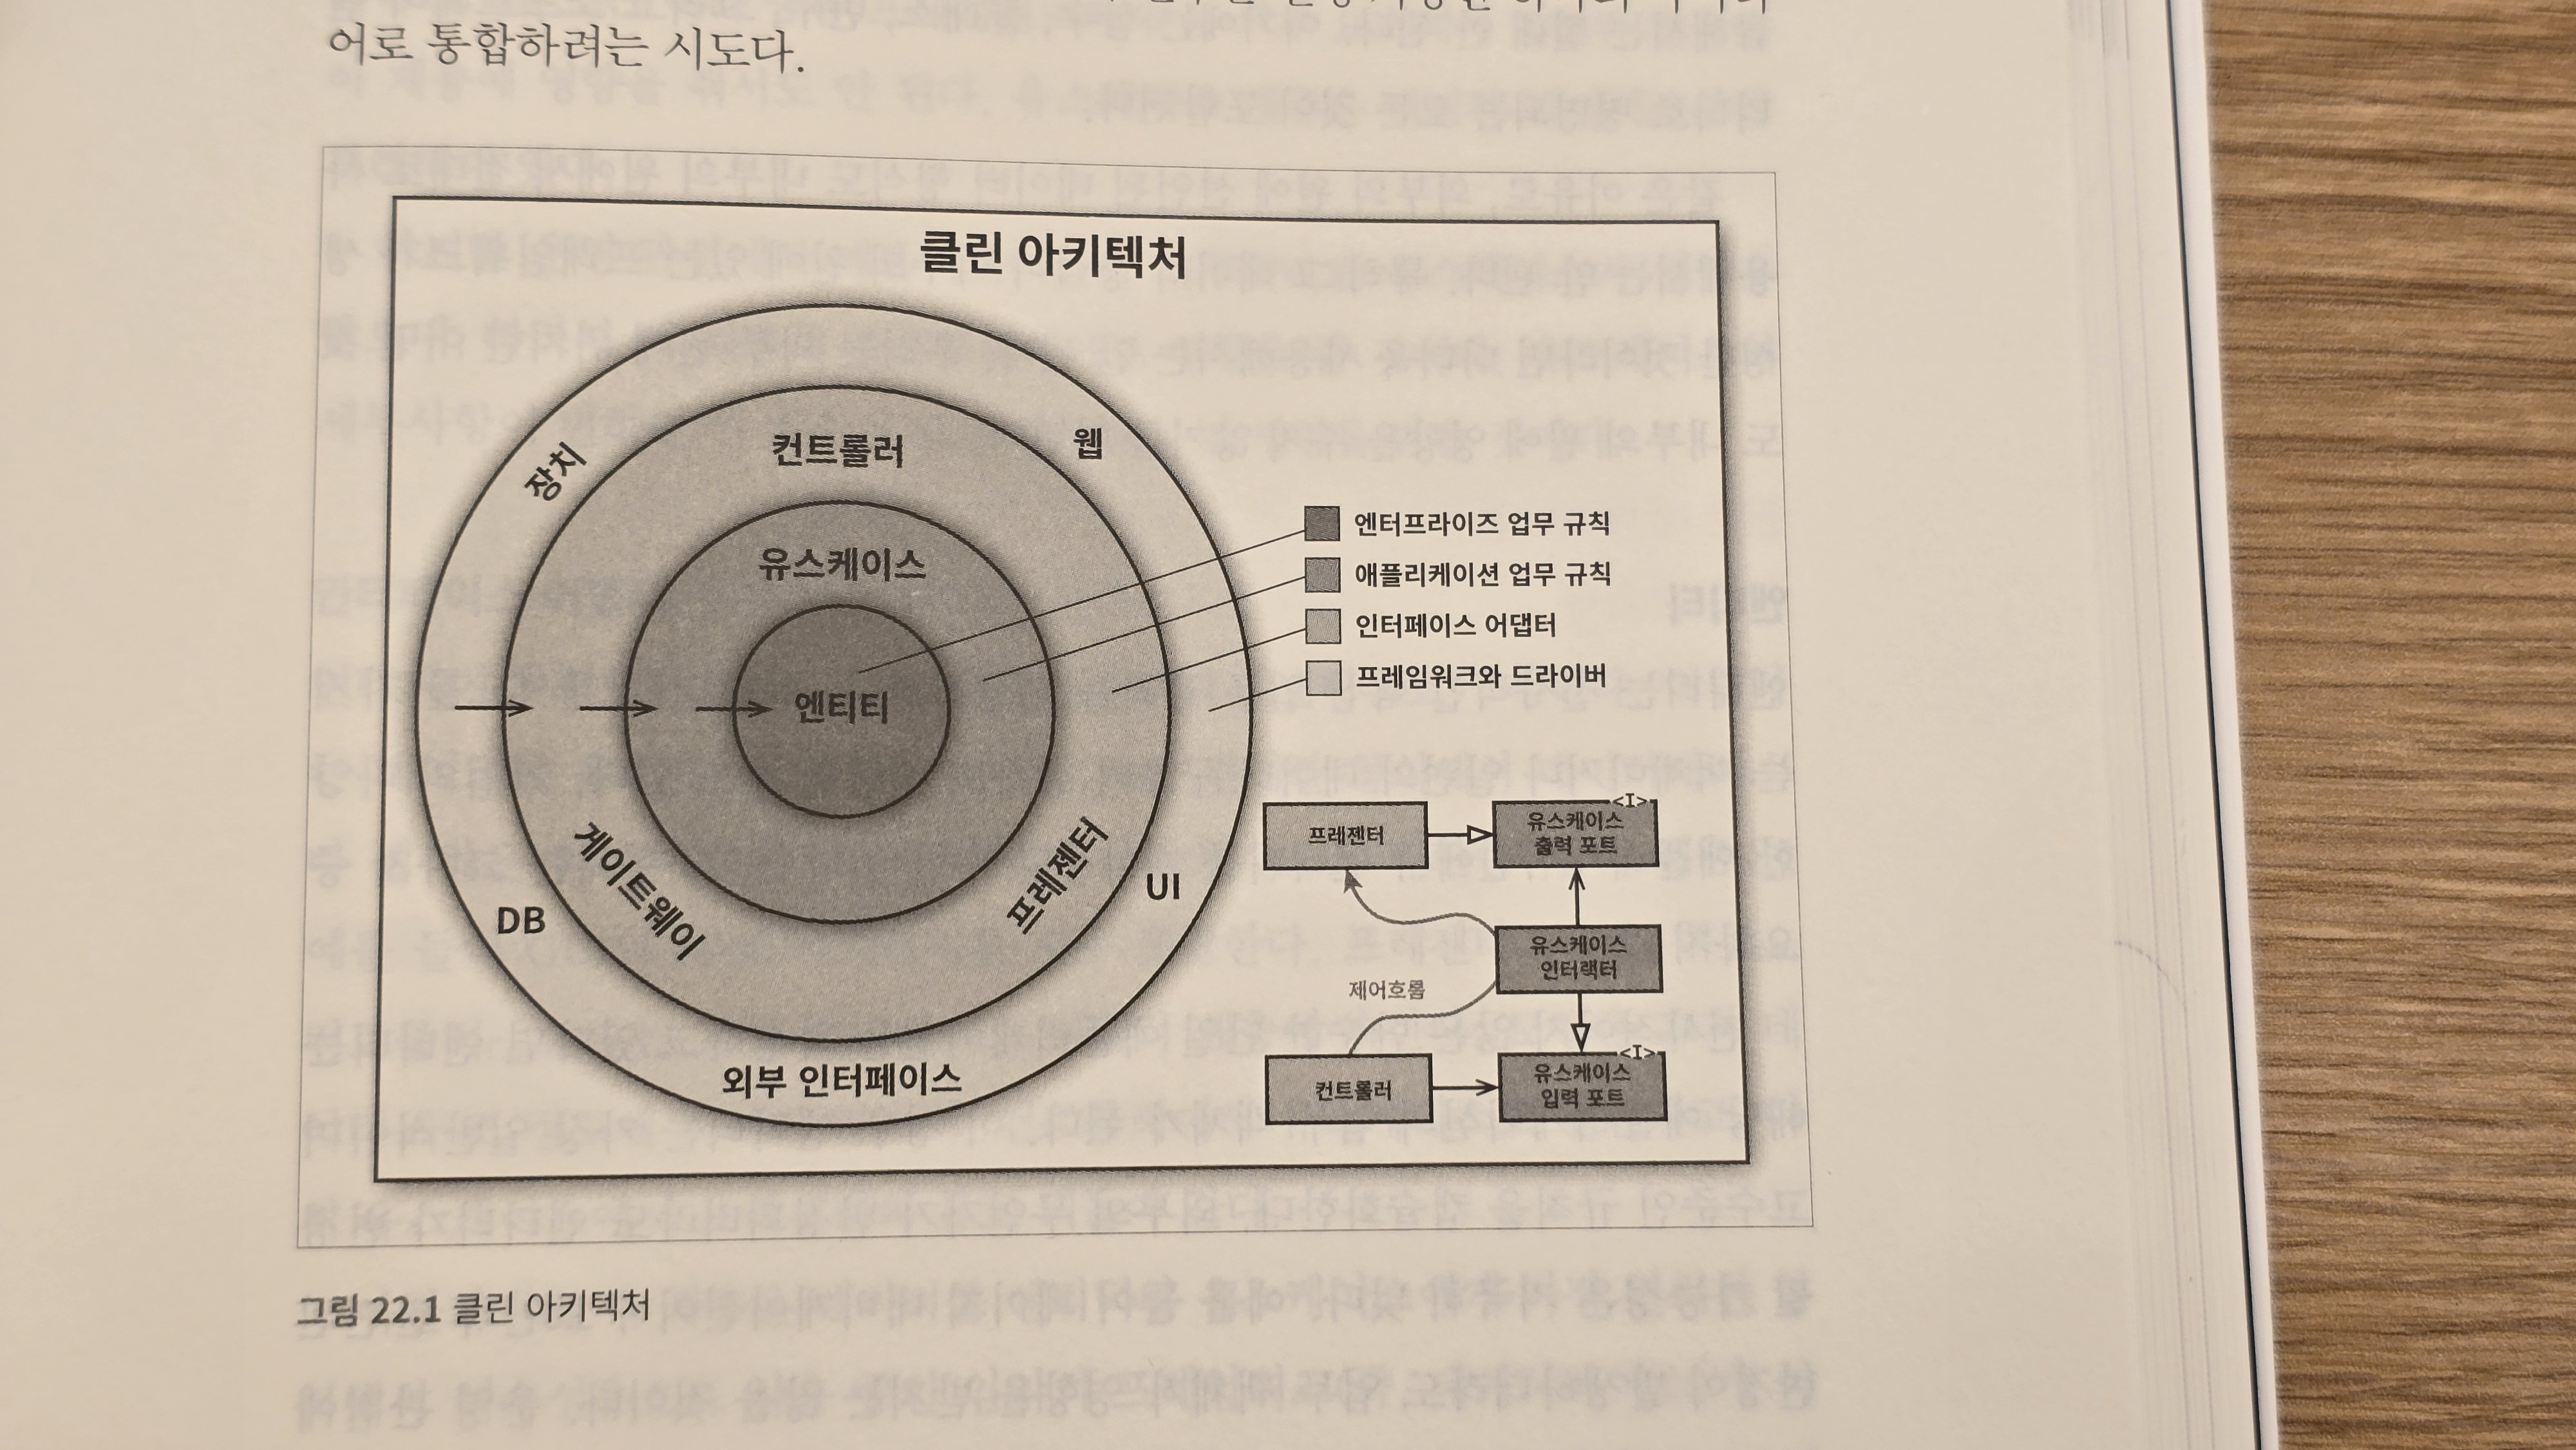 어로 통합하려는 시도다.
클린 아키텍처
장치
웹
컨트롤러
유스케이스
엔티티
게이트웨이
프레젠터
DB
UI
외부 인터페이스
엔터프라이즈 업무 규칙
애플리케이션 업무 규칙
인터페이스 어댑터
프레임워크와 드라이버
프레젠터
<I>
유스케이스
출력 포트
유스케이스
인터랙터
제어흐름
컨트롤러
<I>
유스케이스
입력 포트
그림 22.1 클린 아키텍처